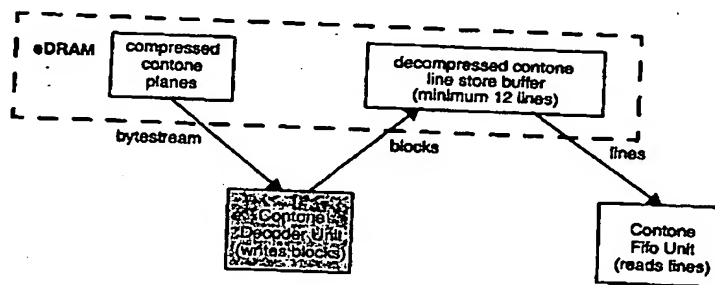 eDRAM
compressed
contone
planes
decompressed contone
line store buffer
(minimum 12 lines)
bytestream
blocks
lines
Contone
Decoder Unit
(writes blocks)
Contone
Fifo Unit
(reads lines)